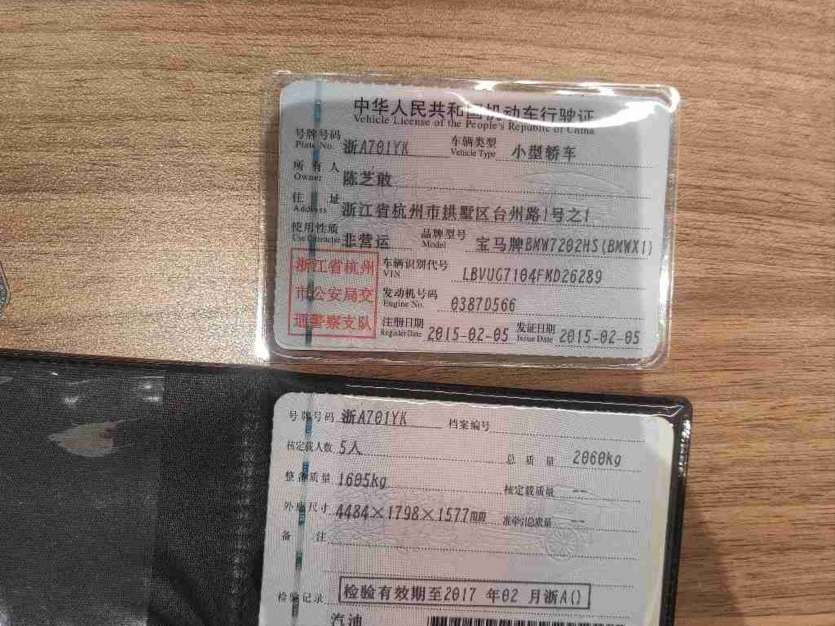 中华人民共和国机动车行驶证
Vehicle License of the People's Republic of China
号牌号码 Plate No. 浙A701YK 车辆类型 Vehicle Type 小型轿车
所有人 Owner 陈芝敢
住址 Address 浙江省杭州市拱墅区台州路1号之1
使用性质 Use Character 非营运 品牌型号 Model 宝马牌BMW7202HS(BMWX1)
浙江省杭州
市公安局交
通警察支队
车辆识别代号 VIN LBVUG7104FMD26289
发动机号码 Engine No. 0387D566
注册日期 Register Date 2015-02-05 发证日期 Issue Date 2015-02-05
号牌号码 浙A701YK 档案编号
核定载人数 5人 总质量 2060kg
整备质量 1605kg 核定载质量 --
外廓尺寸 4484×1798×1577mm 准牵引总质量 --
备注
检验记录 检验有效期至2017 年02 月浙A()
汽油